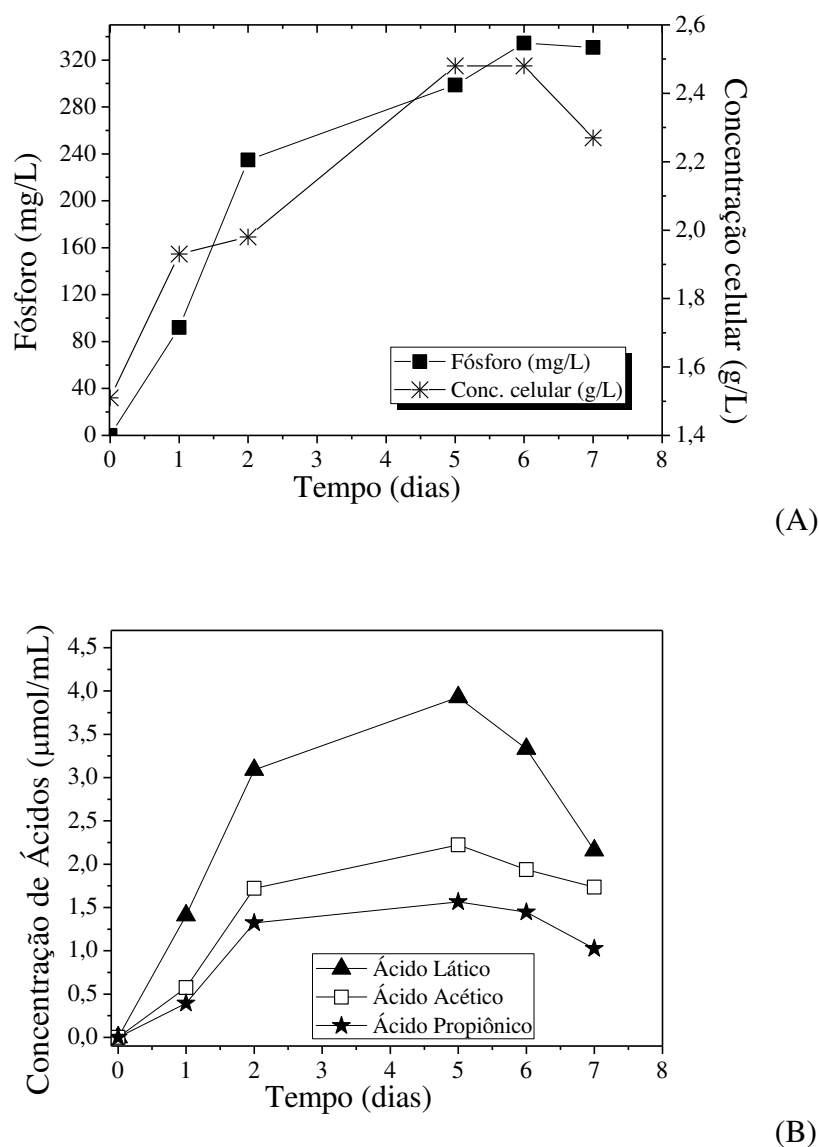 320
280
240
200
160
120
80
40
0
Fósforo (mg/L)
2,6
2,4
2,2
2,0
1,8
1,6
1,4
Concentração celular (g/L)
Fósforo (mg/L)
Conc. celular (g/L)
0 1 2 3 4 5 6 7 8
Tempo (dias)
(A)
4,5
4,0
3,5
3,0
2,5
2,0
1,5
1,0
0,5
0,0
Concentração de Ácidos (µmol/mL)
Ácido Lático
Ácido Acético
Ácido Propiônico
0 1 2 3 4 5 6 7 8
Tempo (dias)
(B)